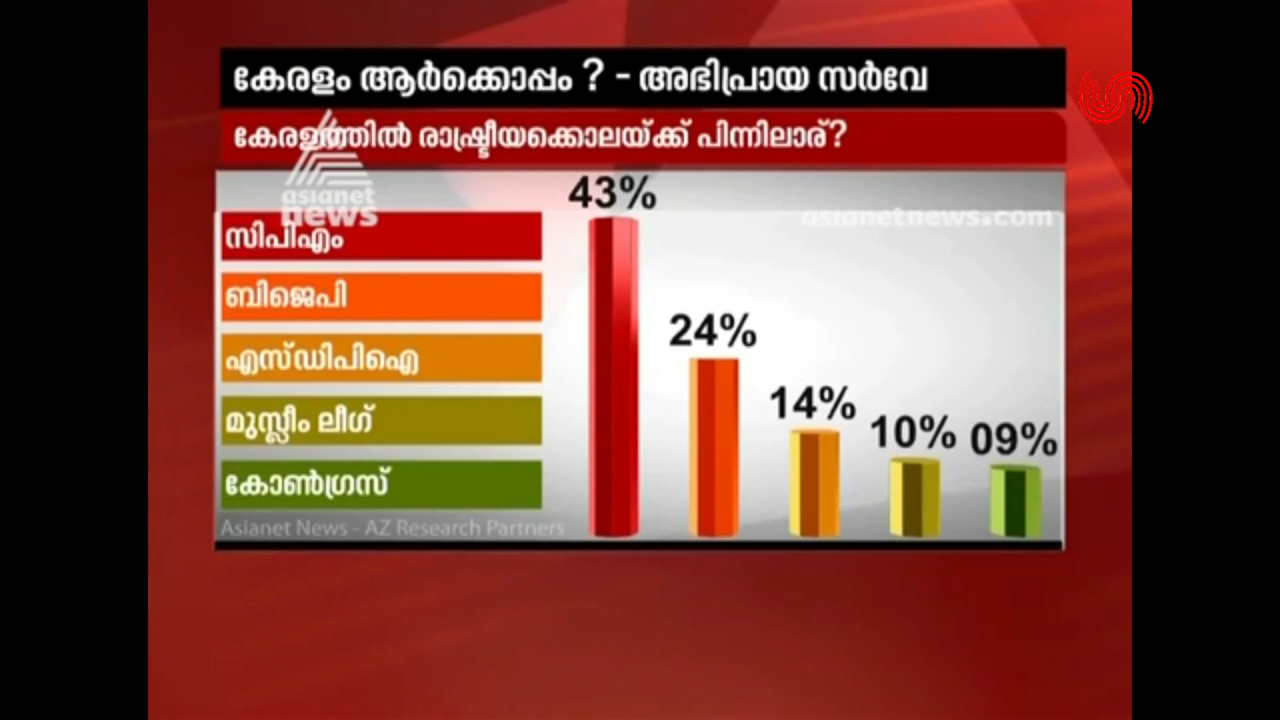 കേരളം ആർക്കൊപ്പം ? - അഭിപ്രായ സർവേ
കേരളത്തിൽ രാഷ്ട്രീയക്കൊലയ്ക്ക് പിന്നിലാര്?
asianet
news
asianetnews.com
സിപിഎം
ബിജെപി
എസ്ഡിപിഐ
മുസ്ലീം ലീഗ്
കോൺഗ്രസ്
43%
24%
14%
10%
09%
Asianet News - AZ Research Partners